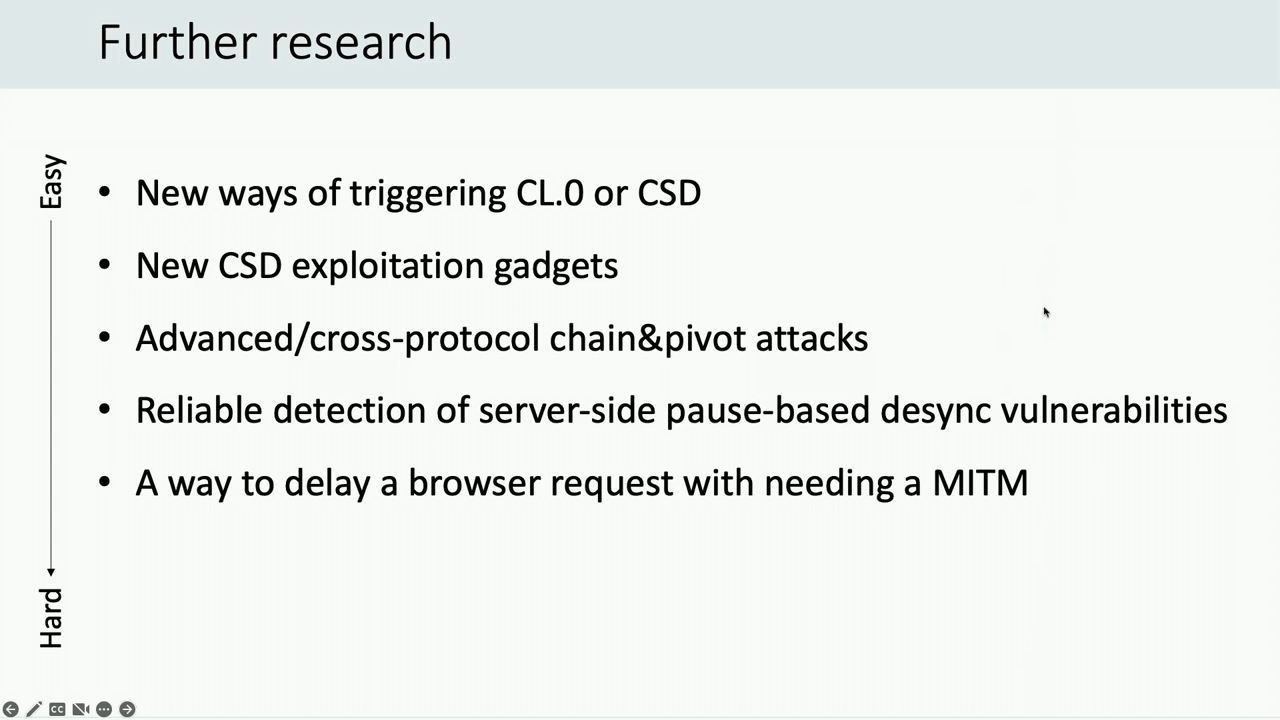 Further research
Easy
• New ways of triggering CL.0 or CSD
• New CSD exploitation gadgets
• Advanced/cross-protocol chain&pivot attacks
• Reliable detection of server-side pause-based desync vulnerabilities
• A way to delay a browser request with needing a MITM
Hard
CC